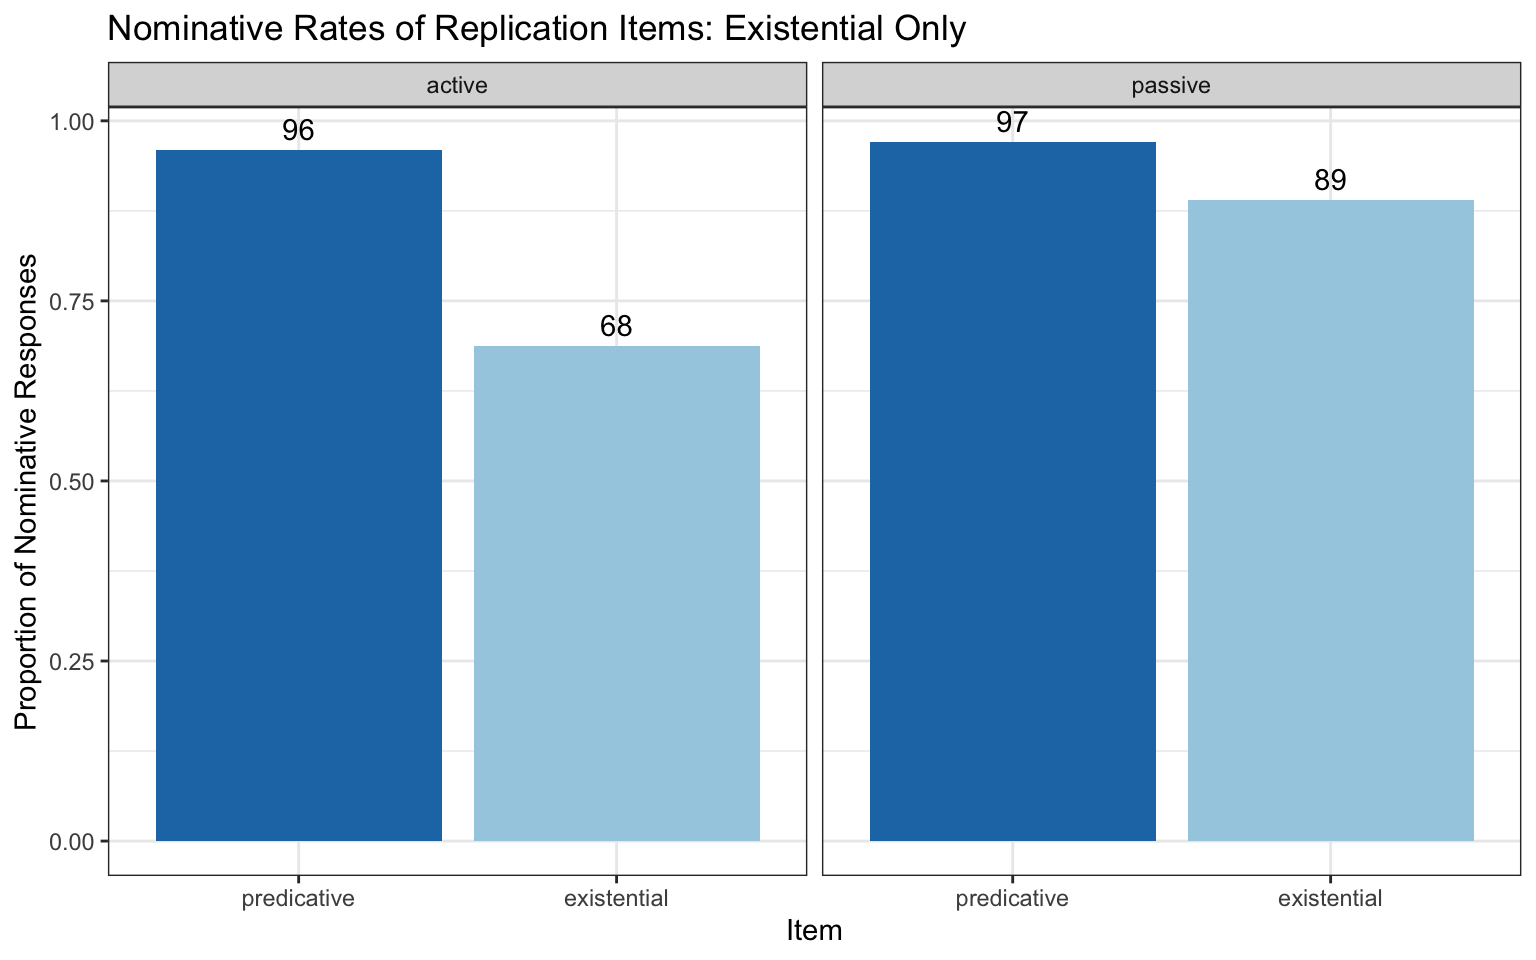 Nominative Rates of Replication Items: Existential Only
active
passive
Proportion of Nominative Responses
1.00
0.75
0.50
0.25
0.00
96
68
97
89
predicative
existential
predicative
existential
Item